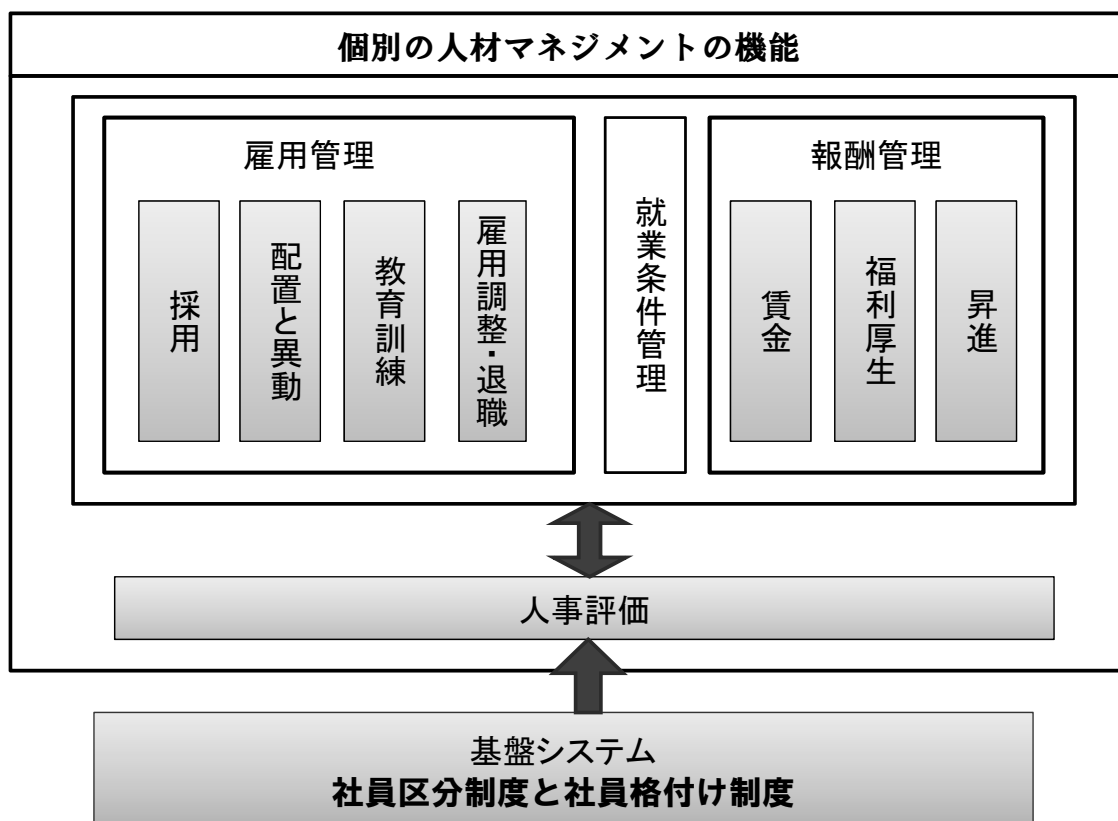 個別の人材マネジメントの機能
雇用管理
採用
配置と異動
教育訓練
雇用調整・退職
就業条件管理
報酬管理
賃金
福利厚生
昇進
人事評価
基盤システム
社員区分制度と社員格付け制度